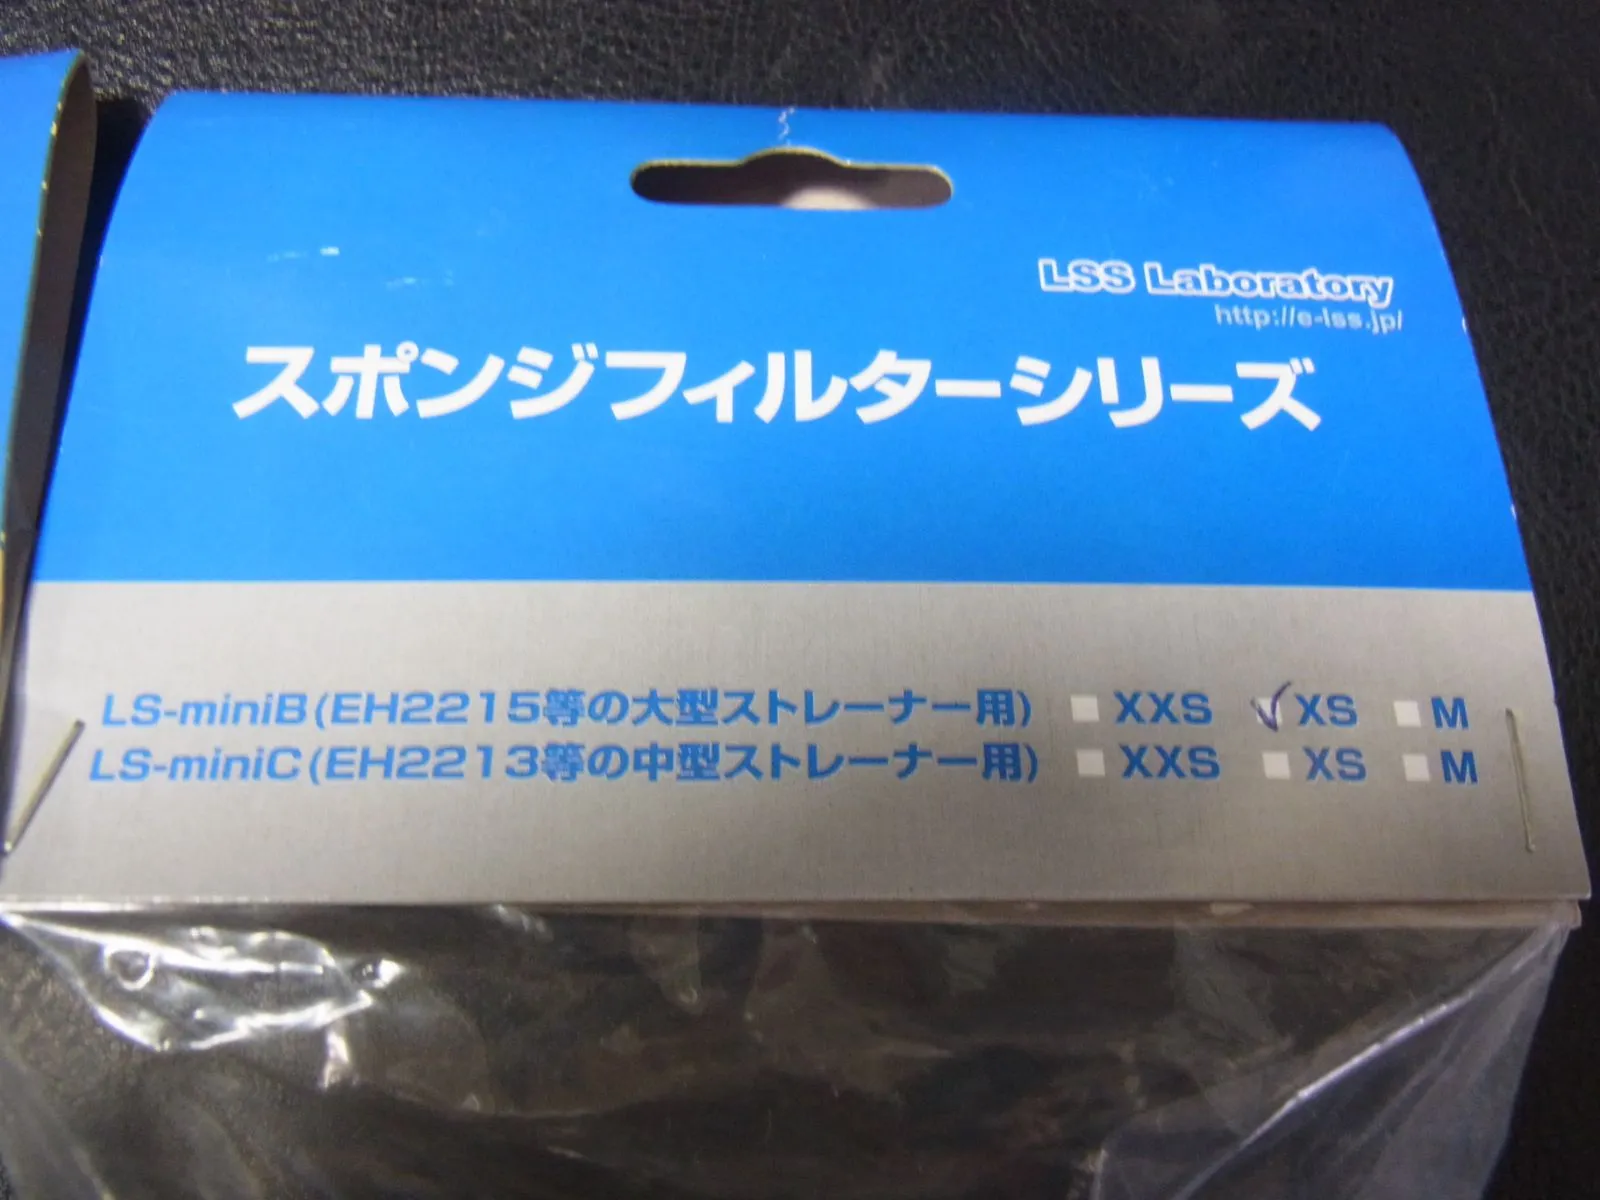 LSS Laboratory
http://e-lss.jp/
スポンジフィルターシリーズ
LS-miniB(EH2215等の大型ストレーナー用) XXS ✓XS M
LS-miniC(EH2213等の中型ストレーナー用) XXS XS M